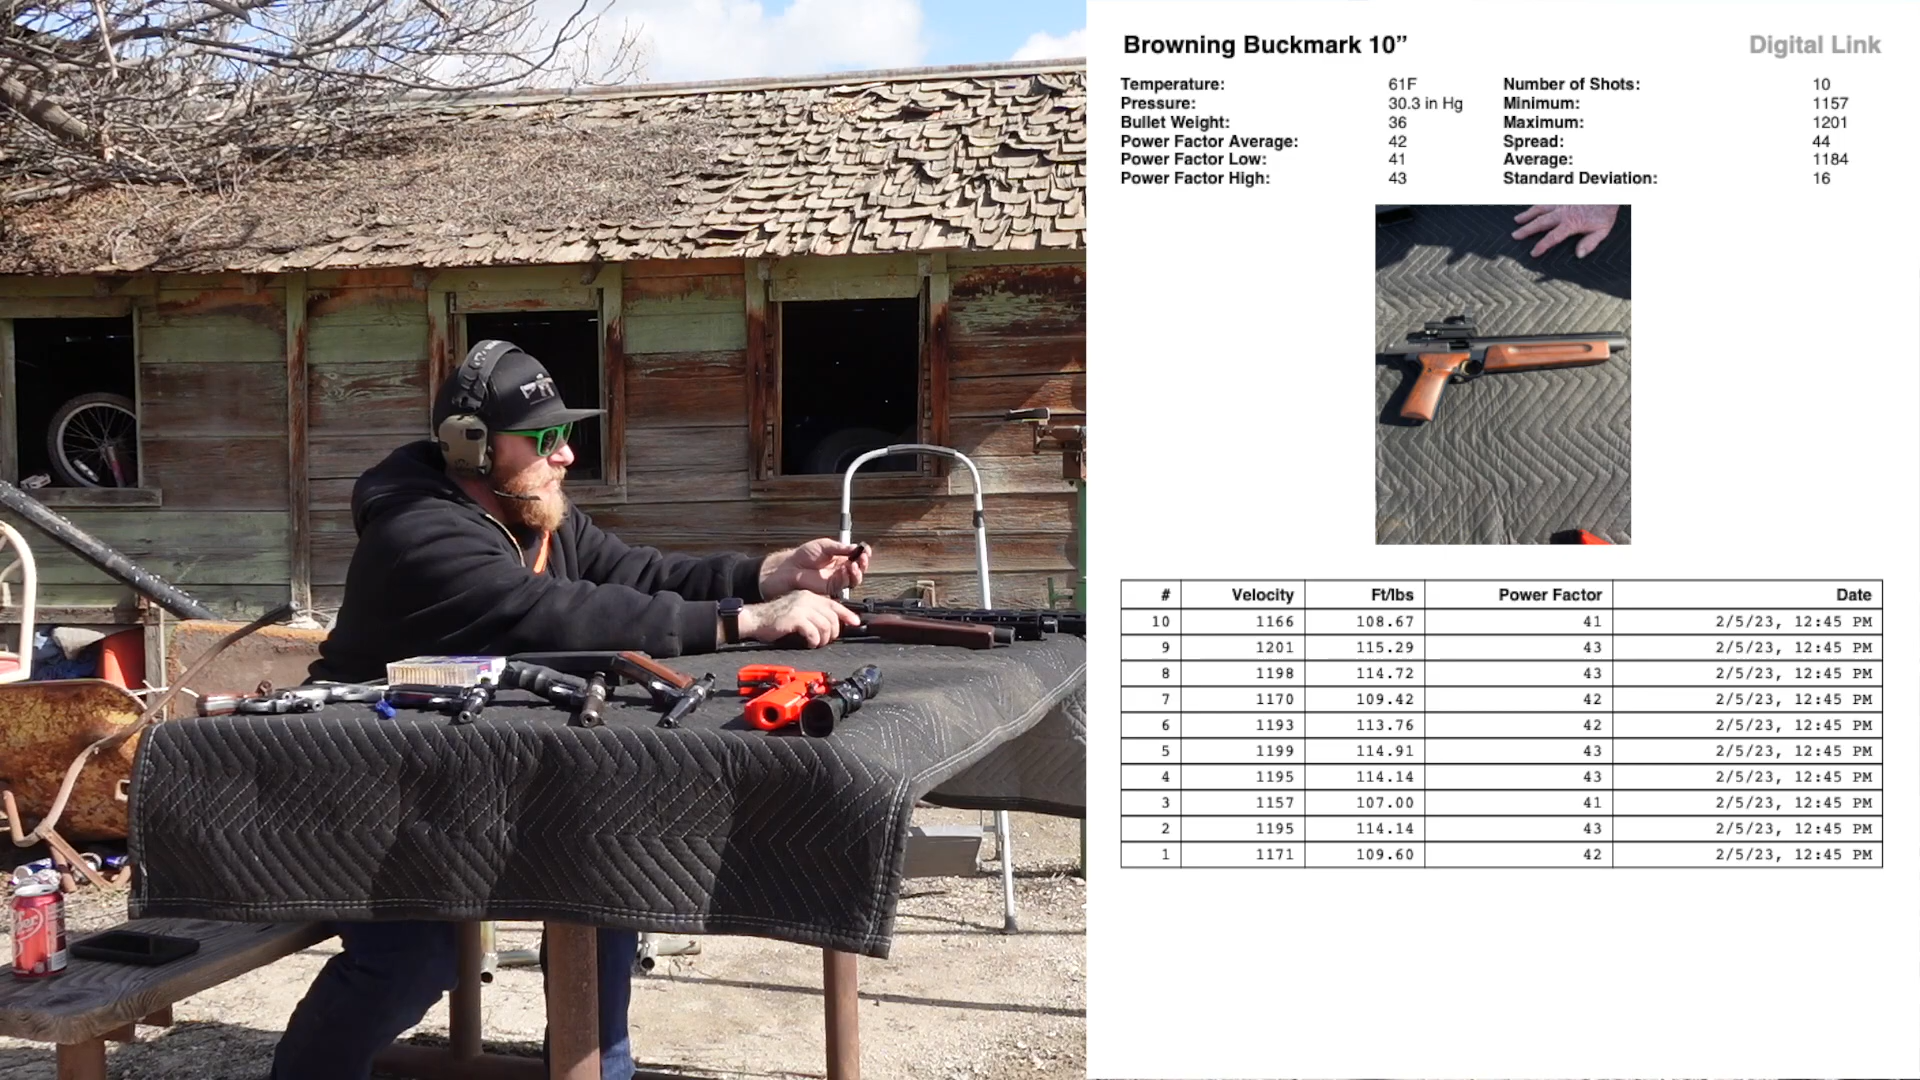 Browning Buckmark 10”
Digital Link
Temperature: 61F Number of Shots: 10
Pressure: 30.3 in Hg Minimum: 1157
Bullet Weight: 36 Maximum: 1201
Power Factor Average: 42 Spread: 44
Power Factor Low: 41 Average: 1184
Power Factor High: 43 Standard Deviation: 16
# Velocity Ft/lbs Power Factor Date
10 1166 108.67 41 2/5/23, 12:45 PM
9 1201 115.29 43 2/5/23, 12:45 PM
8 1198 114.72 43 2/5/23, 12:45 PM
7 1170 109.42 42 2/5/23, 12:45 PM
6 1193 113.76 42 2/5/23, 12:45 PM
5 1199 114.91 43 2/5/23, 12:45 PM
4 1195 114.14 43 2/5/23, 12:45 PM
3 1157 107.00 41 2/5/23, 12:45 PM
2 1195 114.14 43 2/5/23, 12:45 PM
1 1171 109.60 42 2/5/23, 12:45 PM